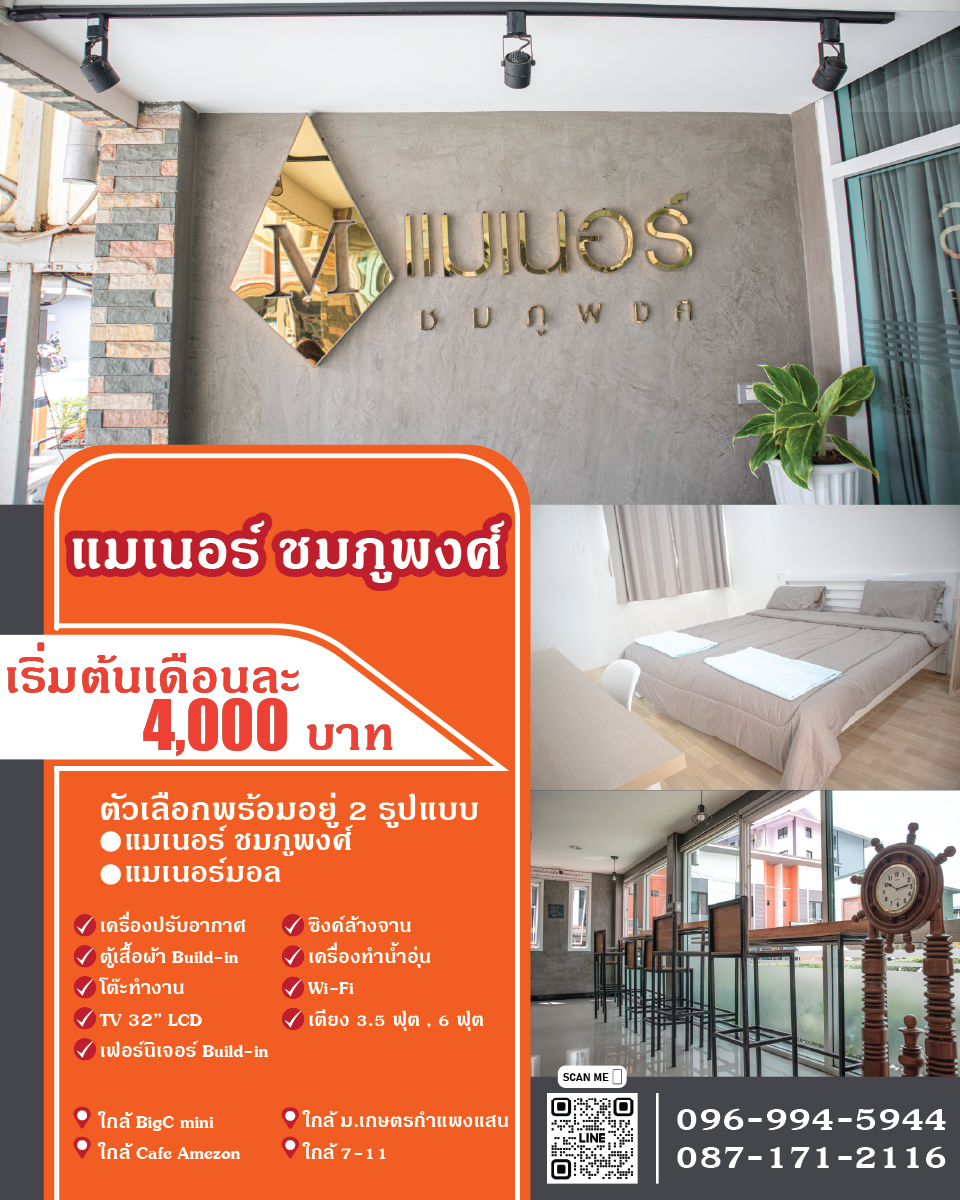 M
แมเนอร์
ชมภูพงศ์
แมเนอร์ ชมภูพงศ์
เริ่มต้นเดือนละ
4,000 บาท
ตัวเลือกพร้อมอยู่ 2 รูปแบบ
●แมเนอร์ ชมภูพงศ์
●แมเนอร์มอล
เครื่องปรับอากาศ
ตู้เสื้อผ้า Build-in
โต๊ะทำงาน
TV 32” LCD
เฟอร์นิเจอร์ Build-in
ซิงค์ล้างจาน
เครื่องทำน้ำอุ่น
Wi-Fi
เตียง 3.5 ฟุต , 6 ฟุต
ใกล้ BigC mini
ใกล้ Cafe Amezon
ใกล้ ม.เกษตรกำแพงแสน
ใกล้ 7-11
SCAN ME
LINE
096-994-5944
087-171-2116